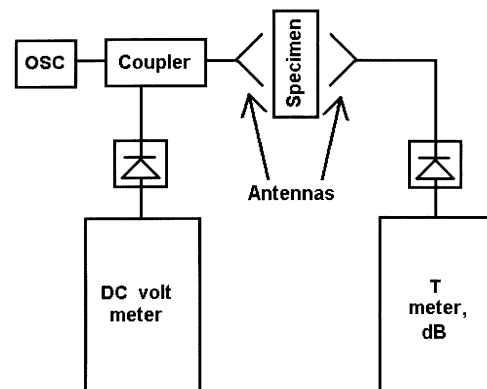 OSC
Coupler
Specimen
Antennas
DC volt
meter
T
meter,
dB